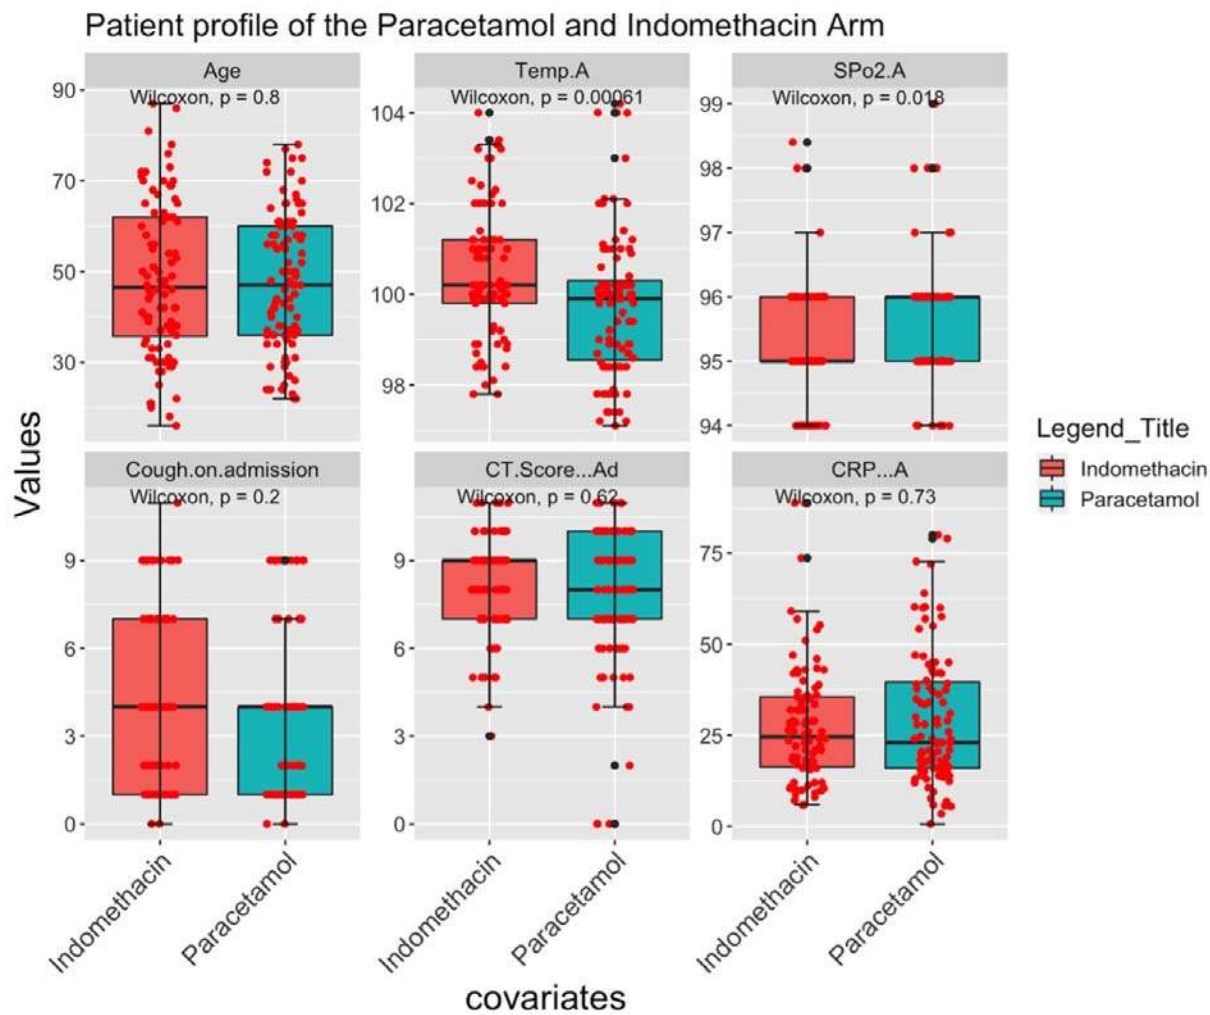 Patient profile of the Paracetamol and Indomethacin Arm
Age
Temp.A
SPo2.A
Wilcoxon, p = 0.8
Wilcoxon, p = 0.00061
Wilcoxon, p = 0.018
90
70
50
30
104
102
100
98
99
98
97
96
95
94
Cough.on.admission
CT.Score...Ad
CRP...A
Wilcoxon, p = 0.2
Wilcoxon, p = 0.62
Wilcoxon, p = 0.73
9
6
3
0
9
6
3
0
75
50
25
0
Values
Indomethacin
Paracetamol
Indomethacin
Paracetamol
Indomethacin
Paracetamol
covariates
Legend_Title
Indomethacin
Paracetamol